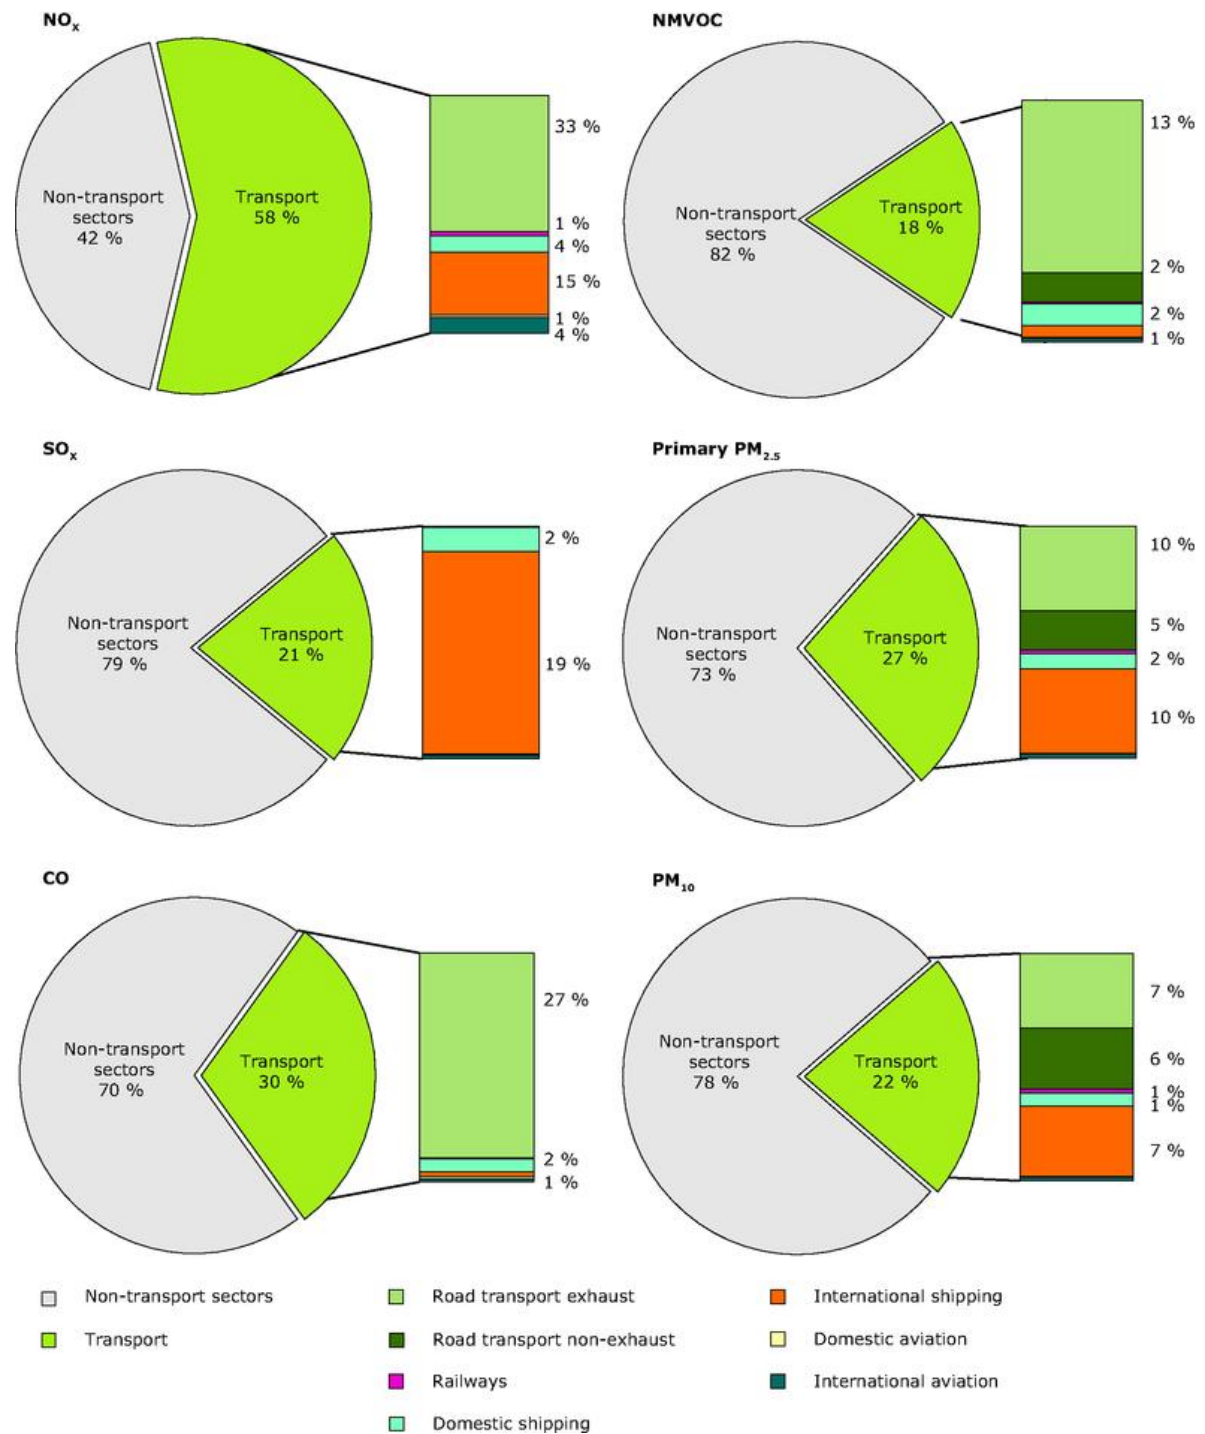 NOx
Non-transport
sectors
42 %
Transport
58 %
33 %
1 %
4 %
15 %
1 %
4 %
NMVOC
Non-transport
sectors
82 %
Transport
18 %
13 %
2 %
2 %
1 %
SOx
Non-transport
sectors
79 %
Transport
21 %
2 %
19 %
Primary PM2.5
Non-transport
sectors
73 %
Transport
27 %
10 %
5 %
2 %
10 %
CO
Non-transport
sectors
70 %
Transport
30 %
27 %
2 %
1 %
PM10
Non-transport
sectors
78 %
Transport
22 %
7 %
6 %
1 %
1 %
7 %
Non-transport sectors
Transport
Road transport exhaust
Road transport non-exhaust
Railways
Domestic shipping
International shipping
Domestic aviation
International aviation